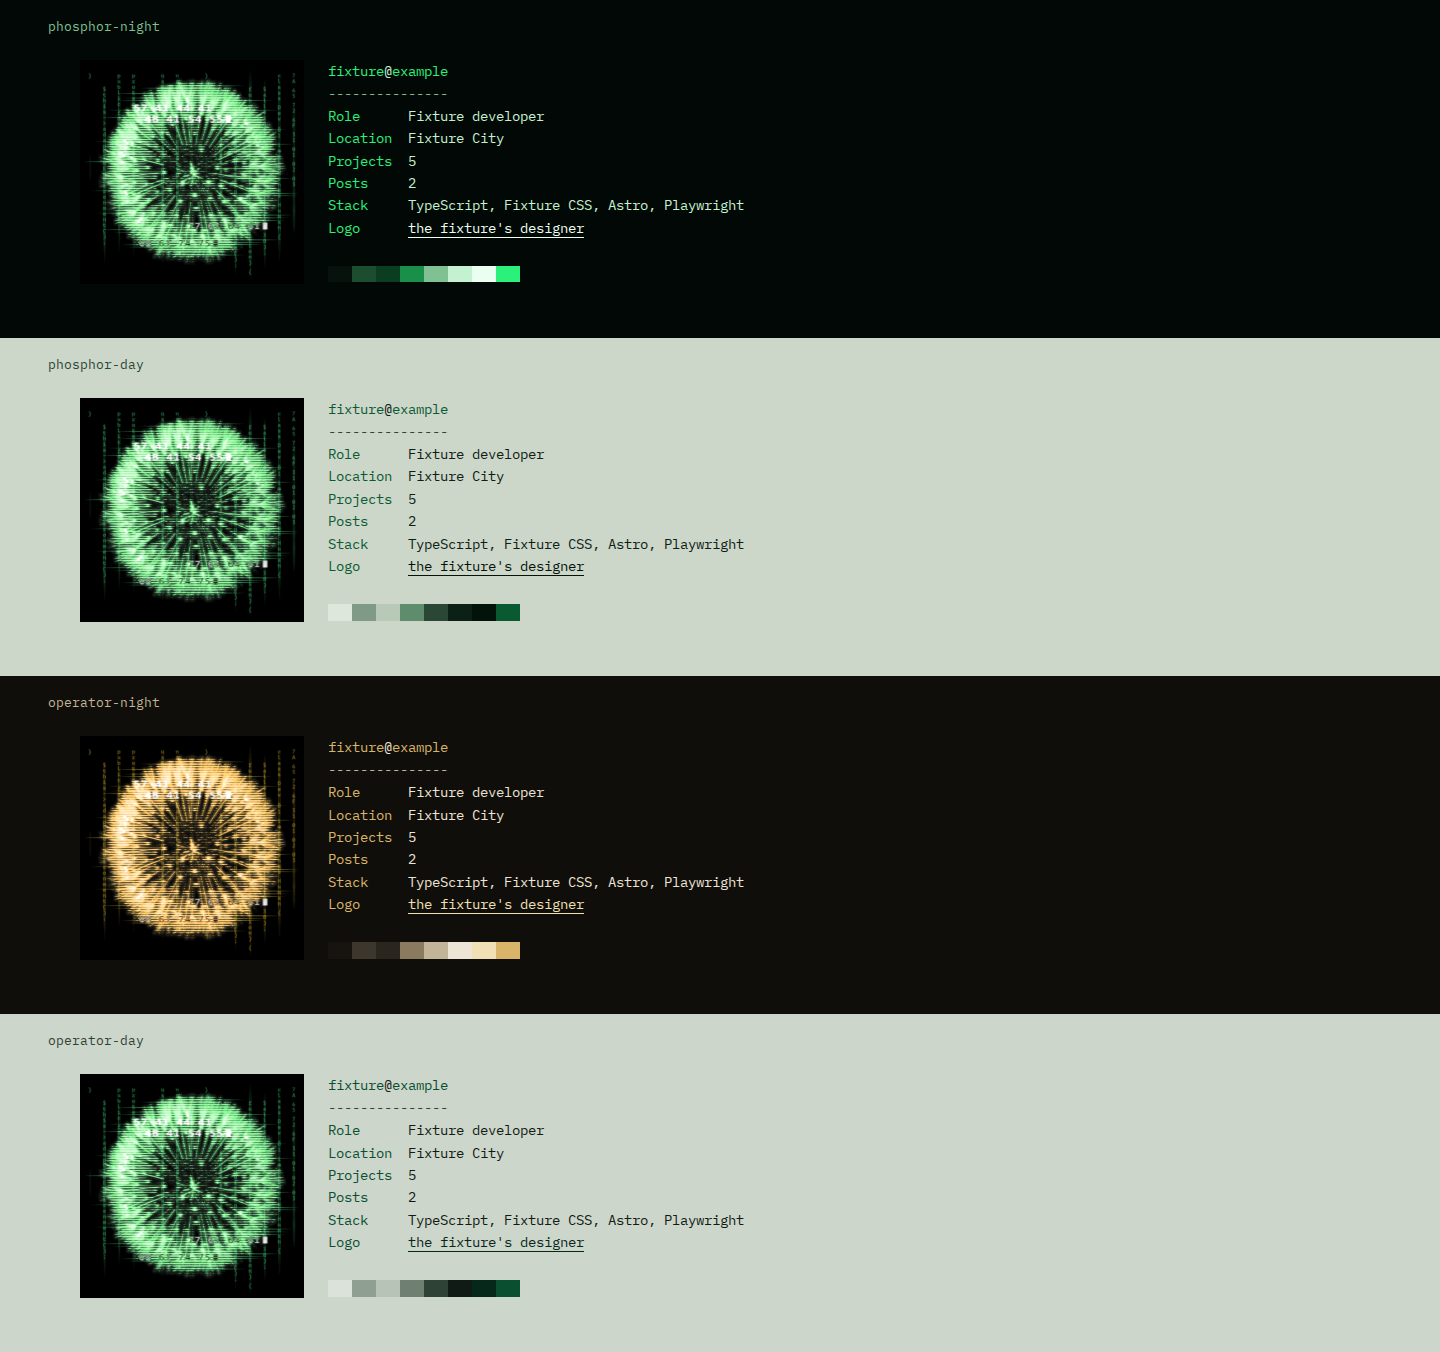 phosphor-night
fixture@example
---------------
Role Fixture developer
Location Fixture City
Projects 5
Posts 2
Stack TypeScript, Fixture CSS, Astro, Playwright
Logo the fixture's designer
phosphor-day
fixture@example
---------------
Role Fixture developer
Location Fixture City
Projects 5
Posts 2
Stack TypeScript, Fixture CSS, Astro, Playwright
Logo the fixture's designer
operator-night
fixture@example
---------------
Role Fixture developer
Location Fixture City
Projects 5
Posts 2
Stack TypeScript, Fixture CSS, Astro, Playwright
Logo the fixture's designer
operator-day
fixture@example
---------------
Role Fixture developer
Location Fixture City
Projects 5
Posts 2
Stack TypeScript, Fixture CSS, Astro, Playwright
Logo the fixture's designer